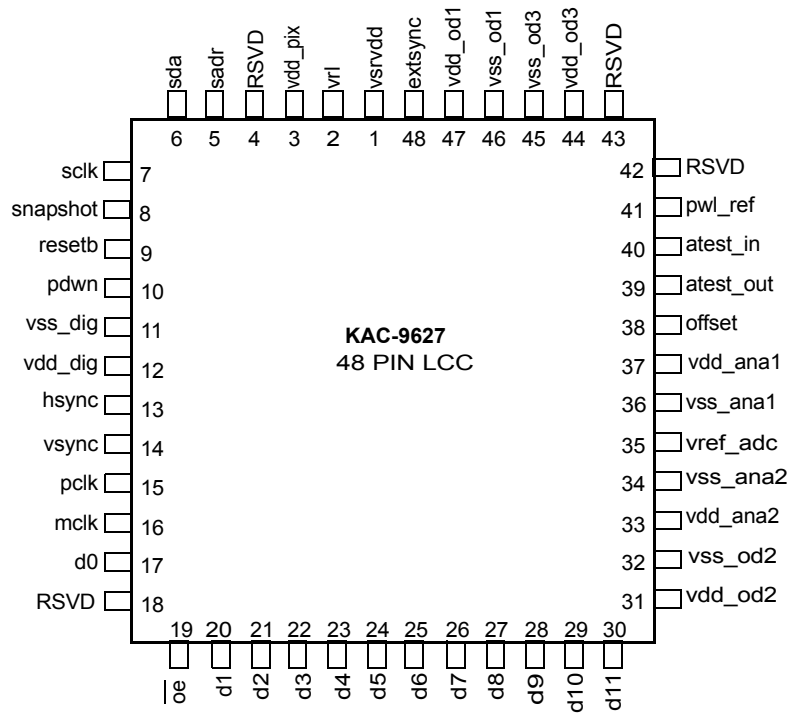 sda sadr RSVD vdd_pix vrl vsrvdd extsync vdd_od1 vss_od1 vss_od3 vdd_od3 RSVD
6 5 4 3 2 1 48 47 46 45 44 43
sclk 7 42 RSVD
snapshot 8 41 pwl_ref
resetb 9 40 atest_in
pdwn 10 39 atest_out
vss_dig 11 38 offset
vdd_dig 12 37 vdd_ana1
hsync 13 36 vss_ana1
vsync 14 35 vref_adc
pclk 15 34 vss_ana2
mclk 16 33 vdd_ana2
d0 17 32 vss_od2
RSVD 18 31 vdd_od2
KAC-9627
48 PIN LCC
19 20 21 22 23 24 25 26 27 28 29 30
oe d1 d2 d3 d4 d5 d6 d7 d8 d9 d10 d11